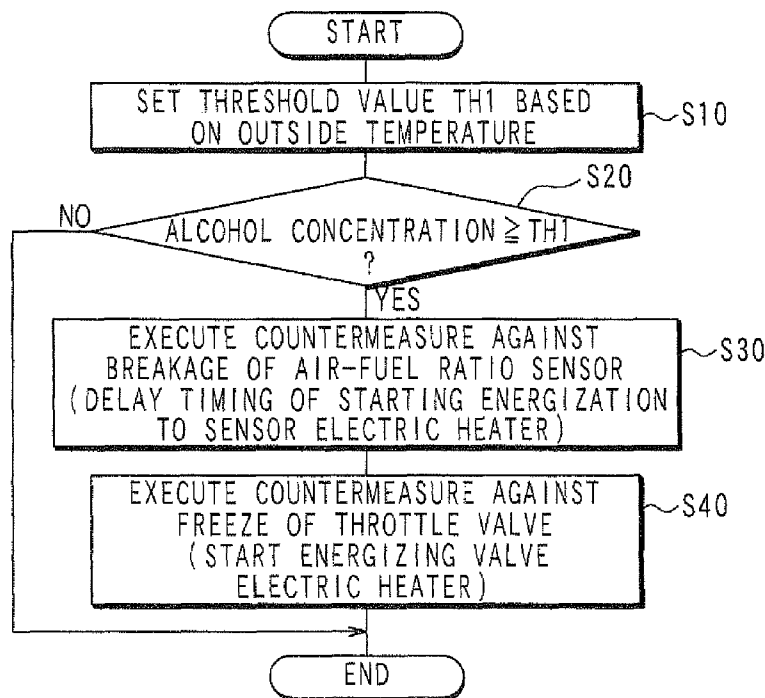 START
SET THRESHOLD VALUE TH1 BASED
ON OUTSIDE TEMPERATURE
S10
S20
NO
ALCOHOL CONCENTRATION ≧ TH1
?
YES
EXECUTE COUNTERMEASURE AGAINST
BREAKAGE OF AIR-FUEL RATIO SENSOR
(DELAY TIMING OF STARTING ENERGIZATION
TO SENSOR ELECTRIC HEATER)
S30
EXECUTE COUNTERMEASURE AGAINST
FREEZE OF THROTTLE VALVE
(START ENERGIZING VALVE
ELECTRIC HEATER)
S40
END